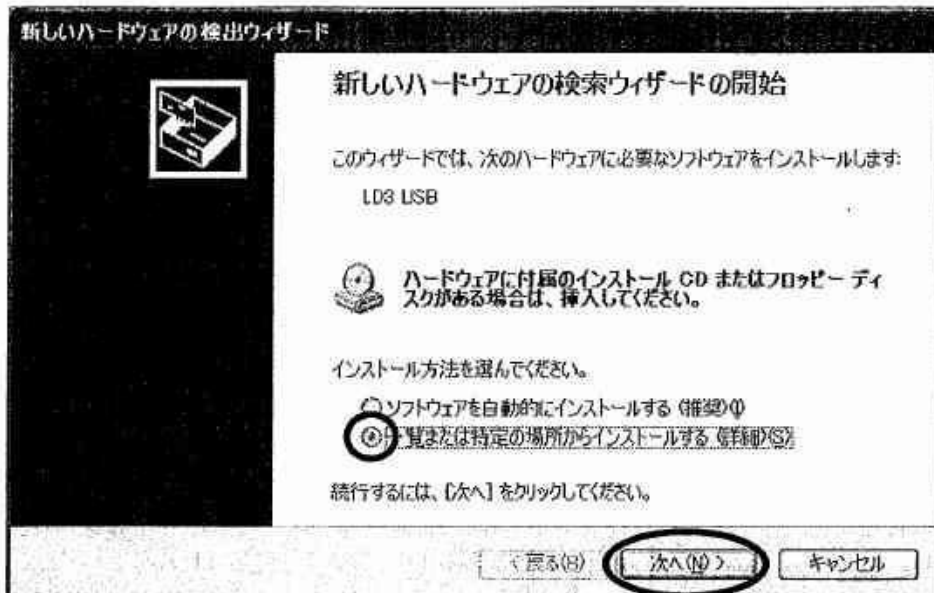 新しいハードウェアの検出ウィザード
新しいハードウェアの検索ウィザードの開始
このウィザードでは、次のハードウェアに必要なソフトウェアをインストールします:
LD3 USB
ハードウェアに付属のインストール CD またはフロッピー ディ
スクがある場合は、挿入してください。
インストール方法を選んでください。
ソフトウェアを自動的にインストールする (推奨)(I)
一覧または特定の場所からインストールする (詳細)(S)
続行するには、[次へ] をクリックしてください。
< 戻る(B)
次へ(N) >
キャンセル